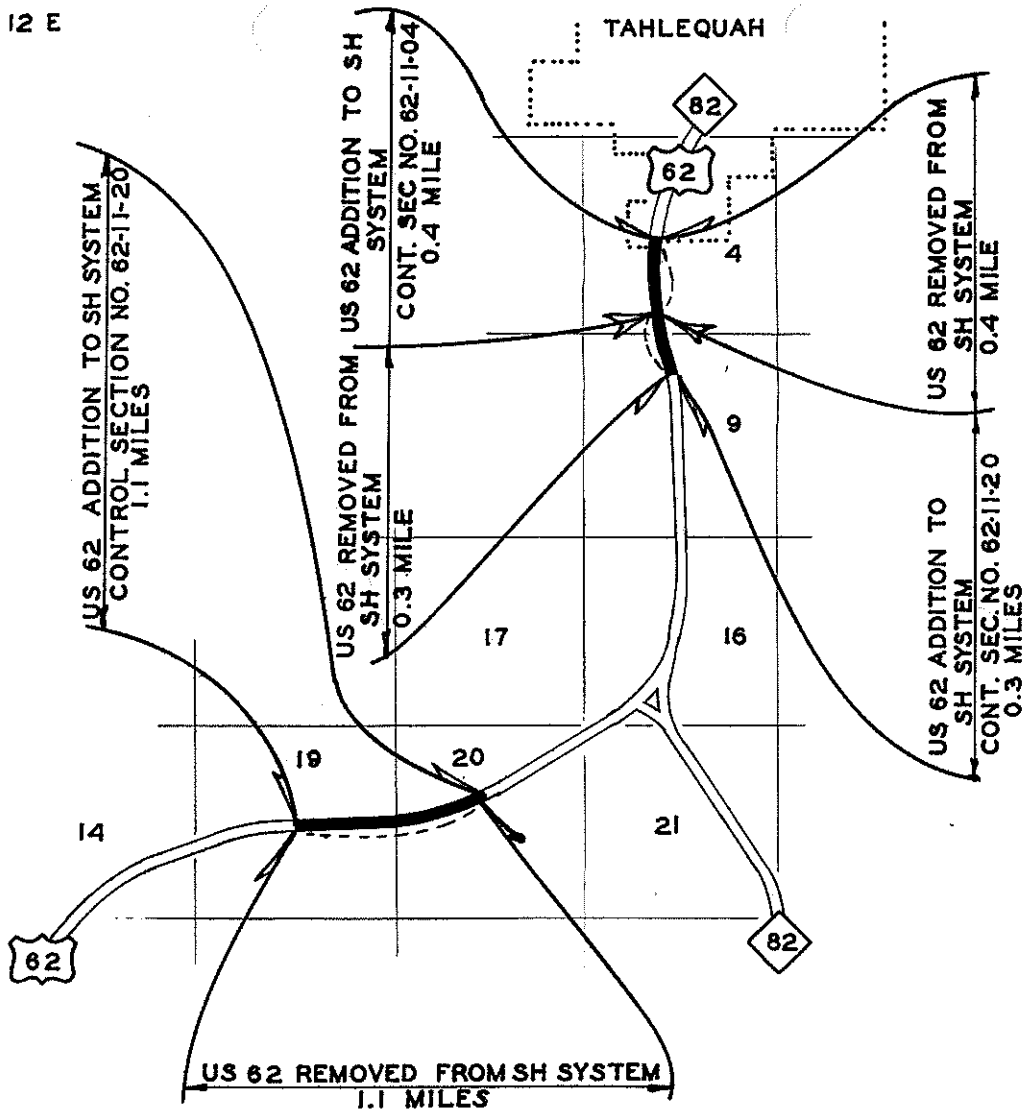 12 E
TAHLEQUAH
82
62
US 62 ADDITION TO SH
SYSTEM
CONT. SEC NO. 62-11-04
0.4 MILE
US 62 REMOVED FROM
SH SYSTEM
0.4 MILE
US 62 ADDITION TO SH SYSTEM
CONTROL SECTION NO. 62-11-20
1.1 MILES
4
US 62 REMOVED FROM
SH SYSTEM
0.3 MILE
9
US 62 ADDITION TO
SH SYSTEM
CONT. SEC. NO. 62-11-20
0.3 MILES
17
16
19
20
14
21
62
82
US 62 REMOVED FROM SH SYSTEM
1.1 MILES